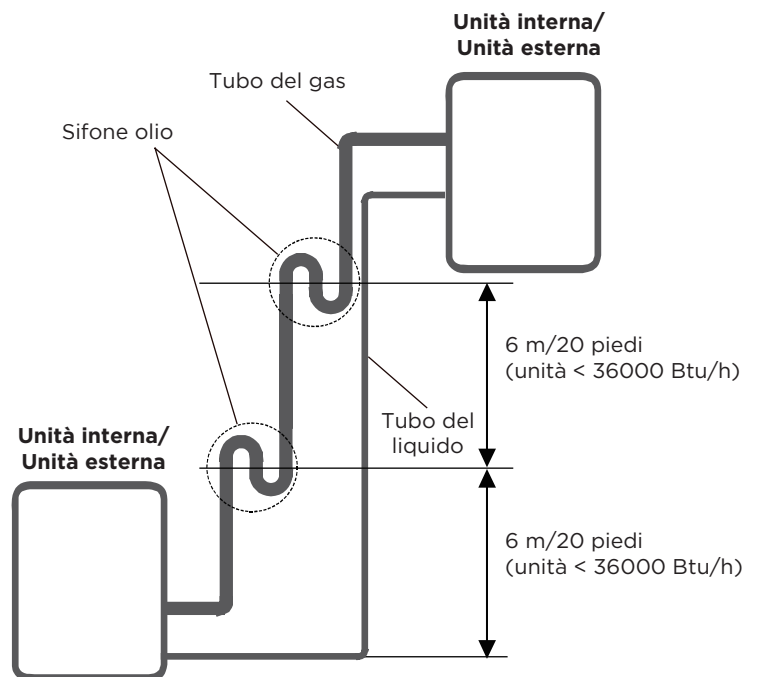 Unità interna/
Unità esterna
Tubo del gas
Sifone olio
6 m/20 piedi
(unità < 36000 Btu/h)
Tubo del
liquido
Unità interna/
Unità esterna
6 m/20 piedi
(unità < 36000 Btu/h)